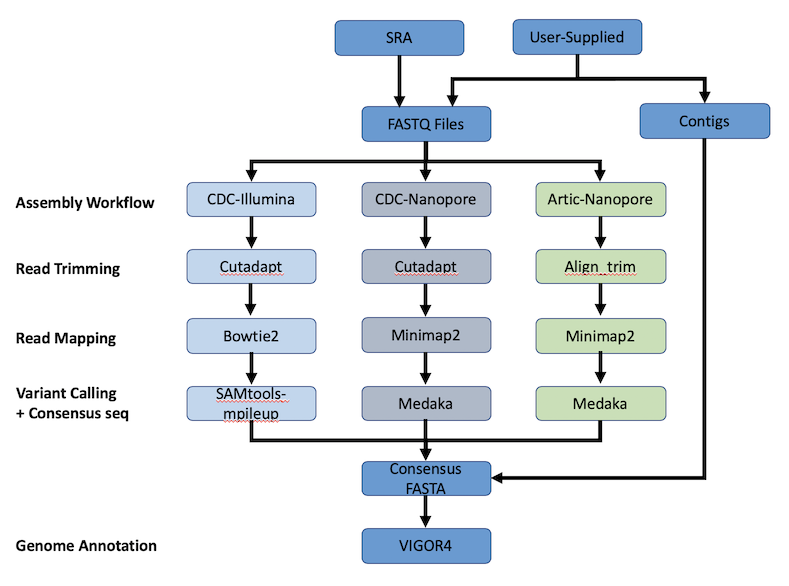 SRA
User-Supplied
FASTQ Files
Contigs
Assembly Workflow
CDC-Illumina
CDC-Nanopore
Artic-Nanopore
Read Trimming
Cutadapt
Cutadapt
Align_trim
Read Mapping
Bowtie2
Minimap2
Minimap2
Variant Calling
+ Consensus seq
SAMtools-
mpileup
Medaka
Medaka
Consensus
FASTA
Genome Annotation
VIGOR4